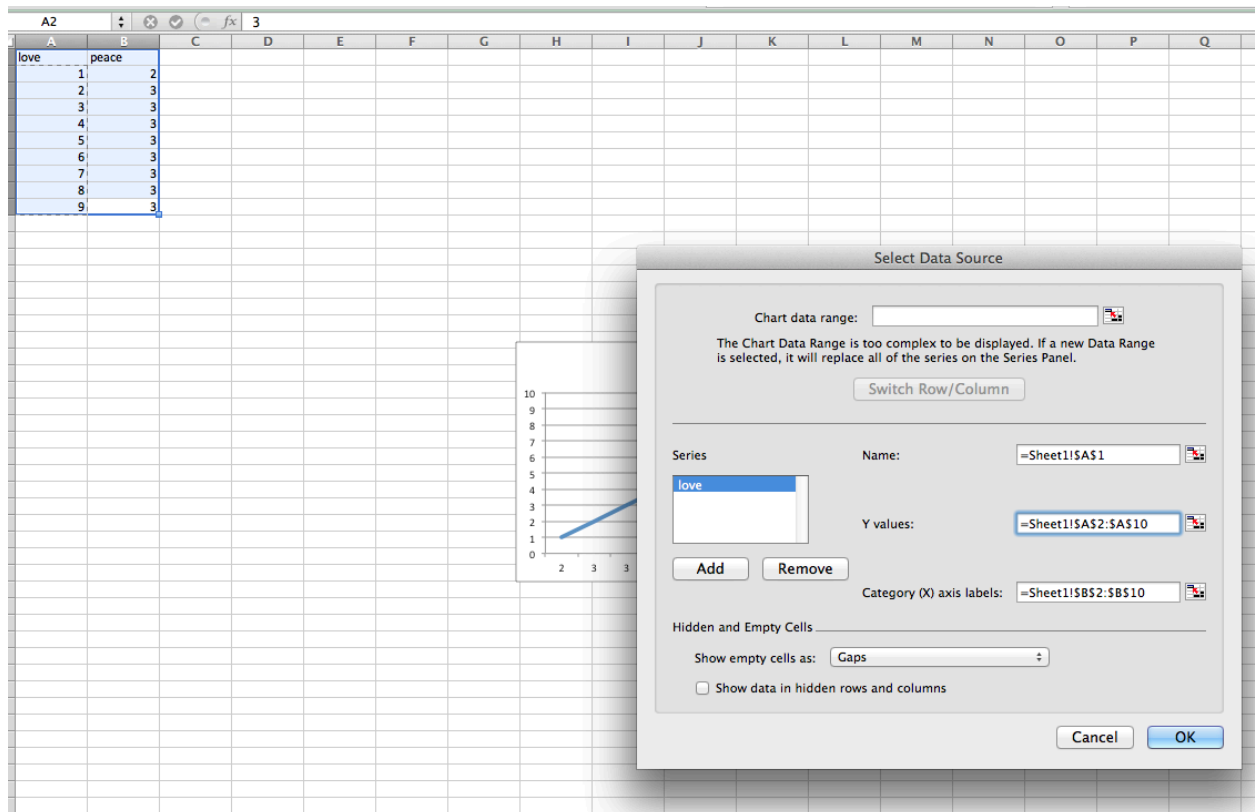 A2 fx 3
A B C D E F G H I J K L M N O P Q
love peace
1 2
2 3
3 3
4 3
5 3
6 3
7 3
8 3
9 3
Select Data Source
Chart data range:
The Chart Data Range is too complex to be displayed. If a new Data Range
is selected, it will replace all of the series on the Series Panel.
Switch Row/Column
10
9
8
7
6
5
4
3
2
1
0
2 3 3
Series
Name: =Sheet1!$A$1
love
Y values: =Sheet1!$A$2:$A$10
Add Remove
Category (X) axis labels: =Sheet1!$B$2:$B$10
Hidden and Empty Cells
Show empty cells as: Gaps
Show data in hidden rows and columns
Cancel OK